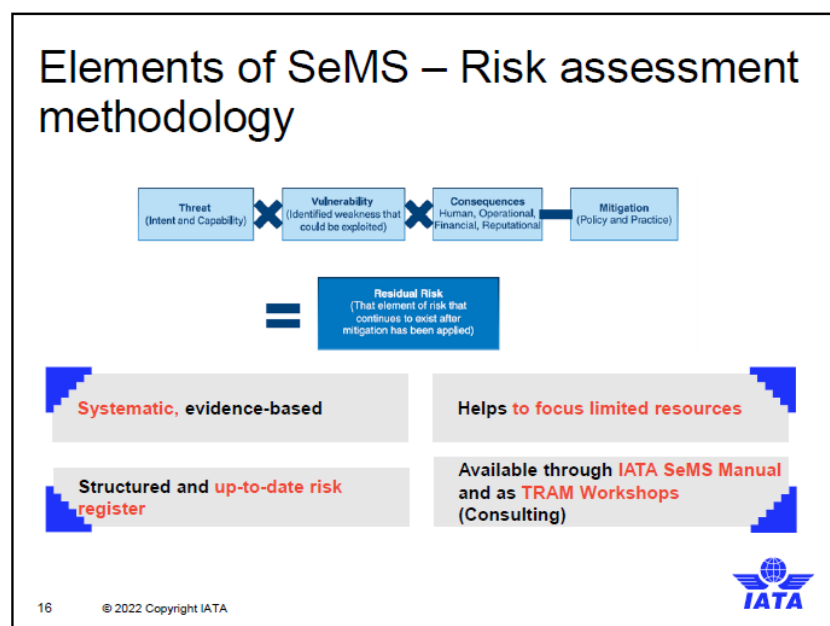 Elements of SeMS – Risk assessment
methodology
Threat
(Intent and Capability)
Vulnerability
(Identified weakness that
could be exploited)
Consequences
Human, Operational,
Financial, Reputational
Mitigation
(Policy and Practice)
Residual Risk
(That element of risk that
continues to exist after
mitigation has been applied)
Systematic, evidence-based
Helps to focus limited resources
Structured and up-to-date risk
register
Available through IATA SeMS Manual
and as TRAM Workshops
(Consulting)
16
© 2022 Copyright IATA
IATA